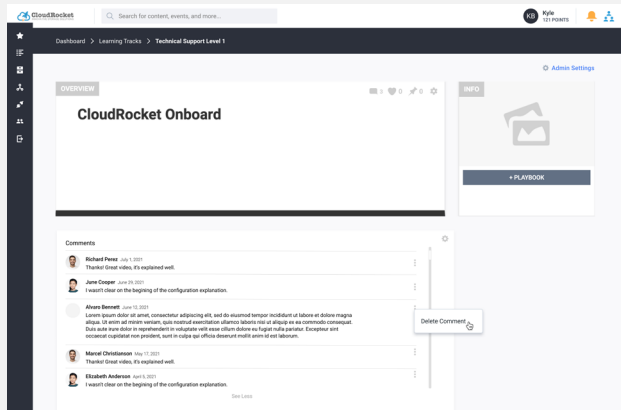 CloudRocket
Search for content, events, and more...
KB
Kyle
121 POINTS
Dashboard > Learning Tracks > Technical Support Level 1
Admin Settings
OVERVIEW
0
0
INFO
CloudRocket Onboard
+ PLAYBOOK
Comments
Richard Perez July 1, 2021
Thanks! Great video, it's explained well.
June Cooper June 29, 2021
I wasn't clear on the begining of the configuration explanation.
Alvaro Bennett June 12, 2021
Lorem ipsum dolor sit amet, consectetur adipiscing elit, sed do eiusmod tempor incididunt ut labore et dolore magna
aliqua. Ut enim ad minim veniam, quis nostrud exercitation ullamco laboris nisi ut aliquip ex ea commodo consequat.
Duis aute irure dolor in reprehenderit in voluptate velit esse cillum dolore eu fugiat nulla pariatur. Excepteur sint
occaecat cupidatat non proident, sunt in culpa qui officia deserunt mollit anim id est laborum.
Delete Comment
Marcel Christianson May 17, 2021
Thanks! Great video, it's explained well.
Elizabeth Anderson April 5, 2021
I wasn't clear on the begining of the configuration explanation.
See Less